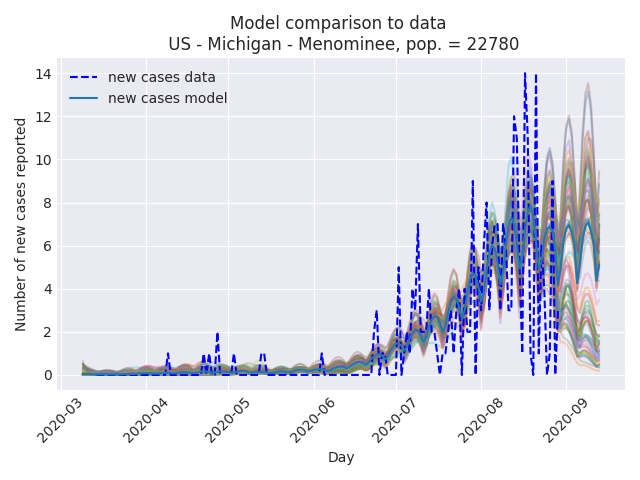 Model comparison to data
US - Michigan - Menominee, pop. = 22780
new cases data
new cases model
Number of new cases reported
14
12
10
8
6
4
2
0
2020-03
2020-04
2020-05
2020-06
2020-07
2020-08
2020-09
Day